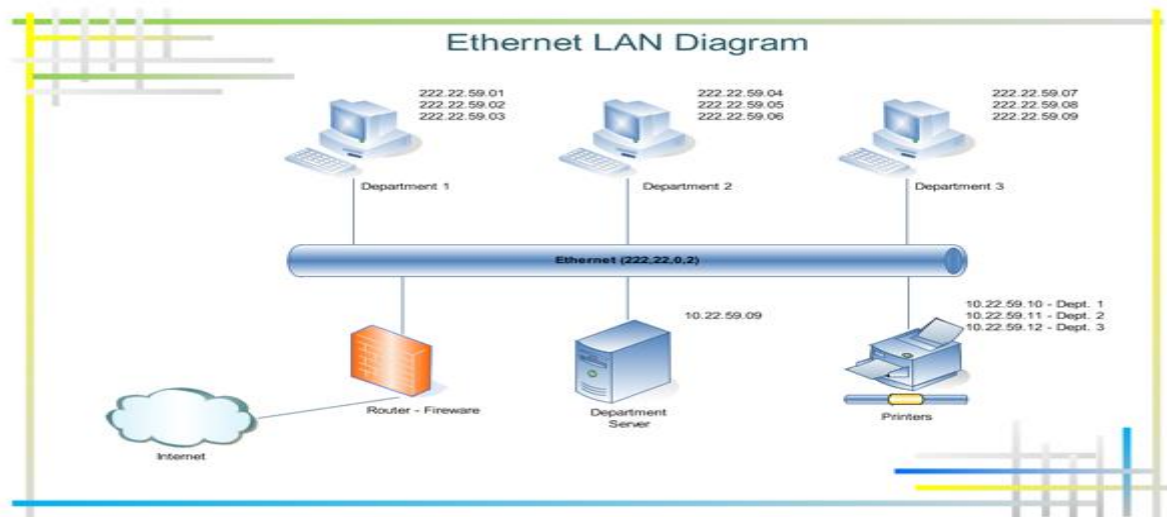 Ethernet LAN Diagram
222.22.59.01
222.22.59.02
222.22.59.03
Department 1
222.22.59.04
222.22.59.05
222.22.59.06
Department 2
222.22.59.07
222.22.59.08
222.22.59.09
Department 3
Ethernet (222,22,0,2)
Router - Fireware
Internet
10.22.59.09
Department
Server
10.22.59.10 - Dept. 1
10.22.59.11 - Dept. 2
10.22.59.12 - Dept. 3
Printers